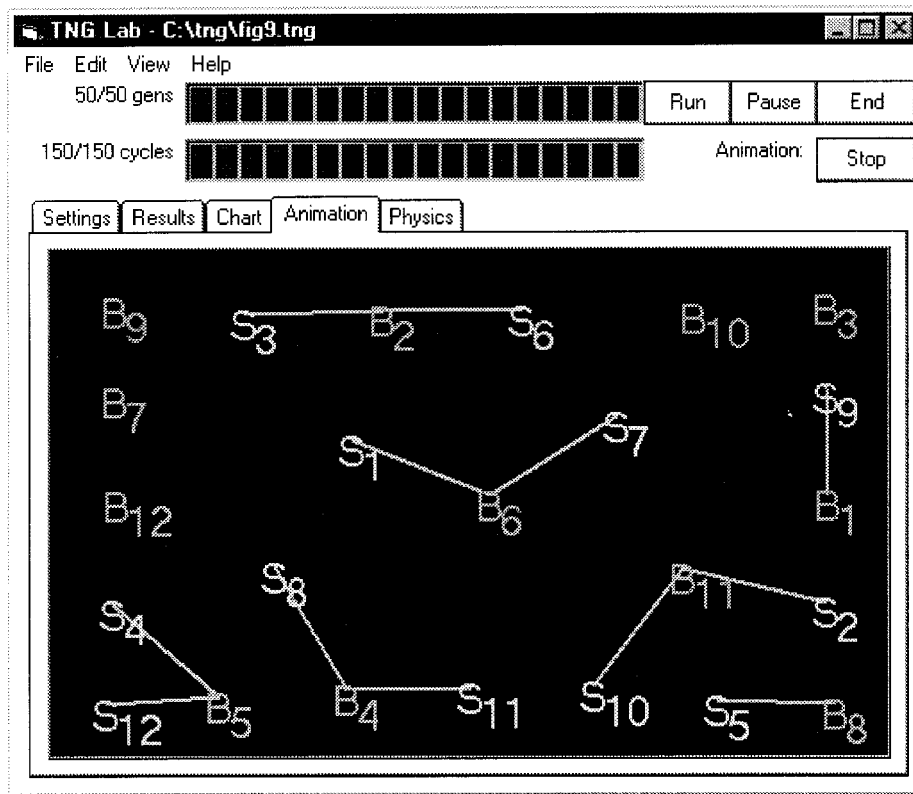 TNG Lab - C:\tng\fig9.tng
File Edit View Help
50/50 gens Run Pause End
150/150 cycles Animation: Stop
Settings Results Chart Animation Physics
B9 S3 B2 S6 B10 B3
B7 S9
S1 S7
B12 B6 B1
S8 B11
S4 S2
S12 B5 B4 S11 S10 S5 B8